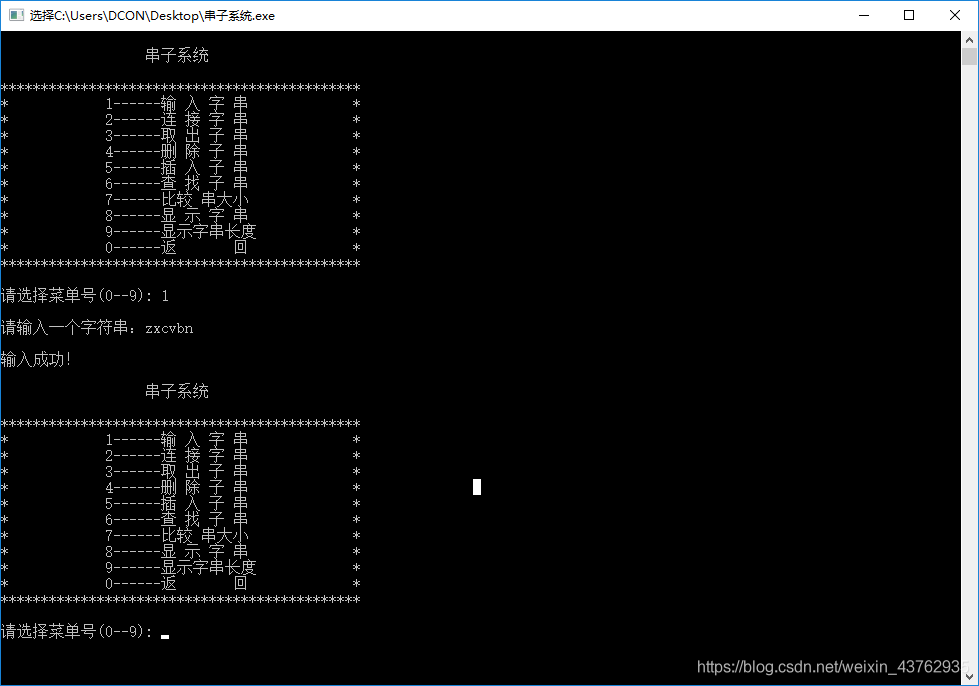 选择C:\Users\DCON\Desktop\串子系统.exe
串子系统
*********************************************
* 1------输 入 字 串 *
* 2------连 接 字 串 *
* 3------取 出 子 串 *
* 4------删 除 子 串 *
* 5------插 入 子 串 *
* 6------查 找 子 串 *
* 7------比较 串大小 *
* 8------显 示 字 串 *
* 9------显示字串长度 *
* 0------返 回 *
*********************************************
请选择菜单号(0--9): 1
请输入一个字符串: zxcvbn
输入成功!
串子系统
*********************************************
* 1------输 入 字 串 *
* 2------连 接 字 串 *
* 3------取 出 子 串 *
* 4------删 除 子 串 *
* 5------插 入 子 串 *
* 6------查 找 子 串 *
* 7------比较 串大小 *
* 8------显 示 字 串 *
* 9------显示字串长度 *
* 0------返 回 *
*********************************************
请选择菜单号(0--9):
https://blog.csdn.net/weixin_43762935